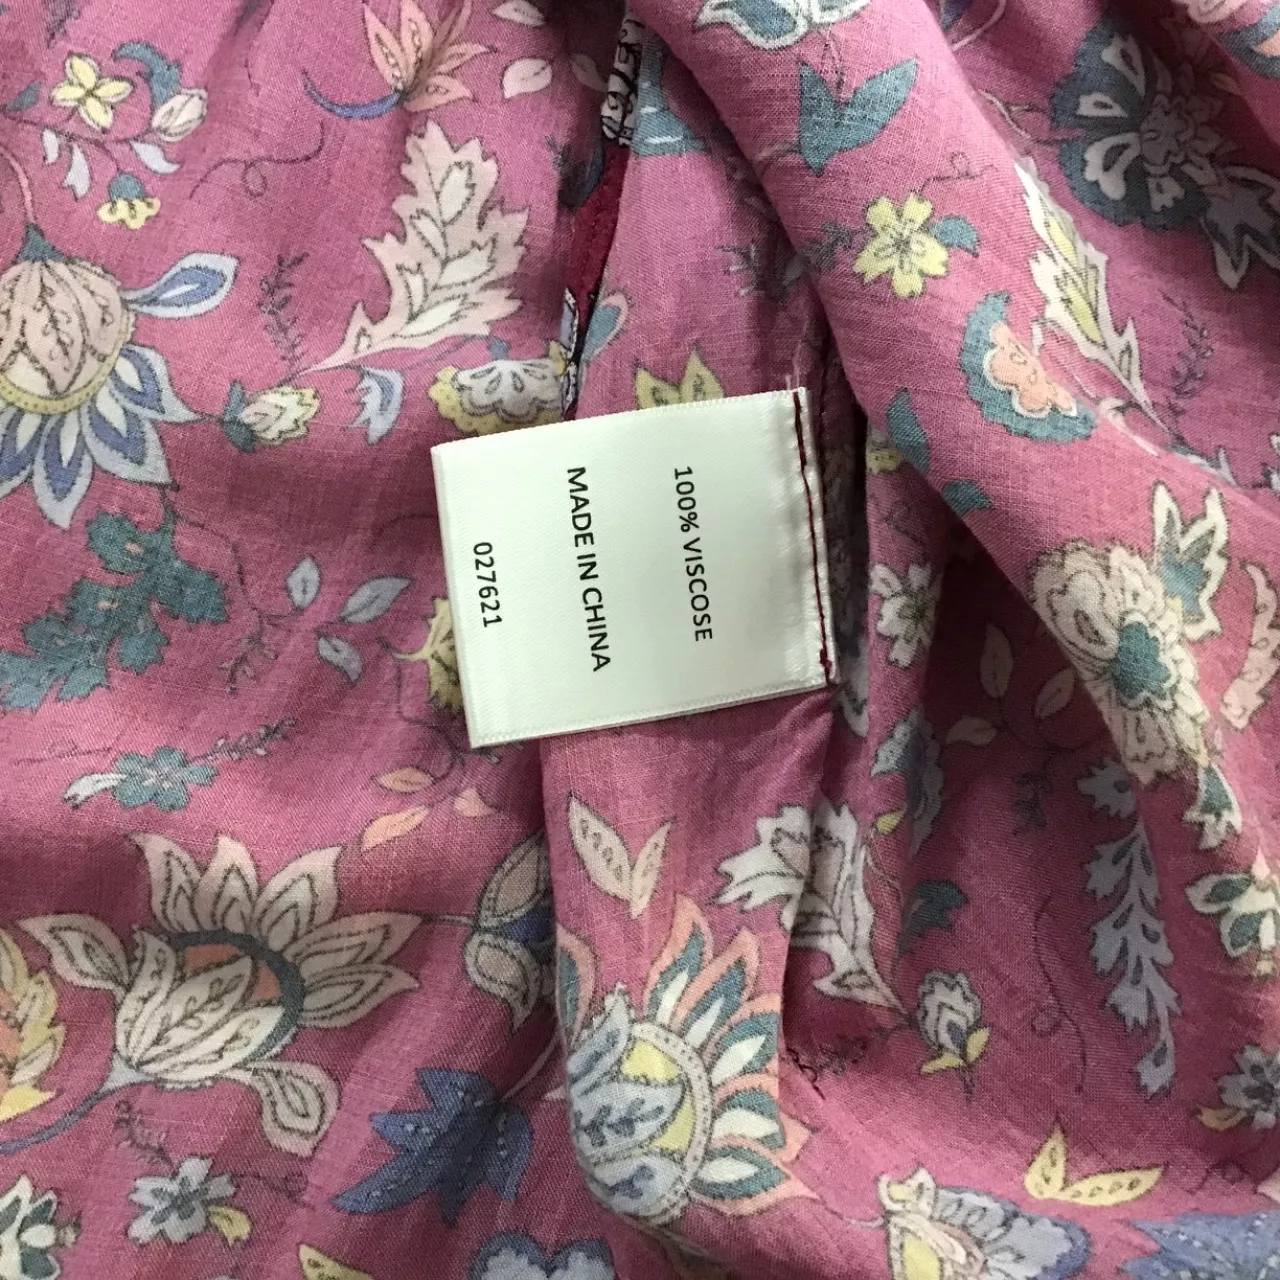 100% VISCOSE
MADE IN CHINA
027621